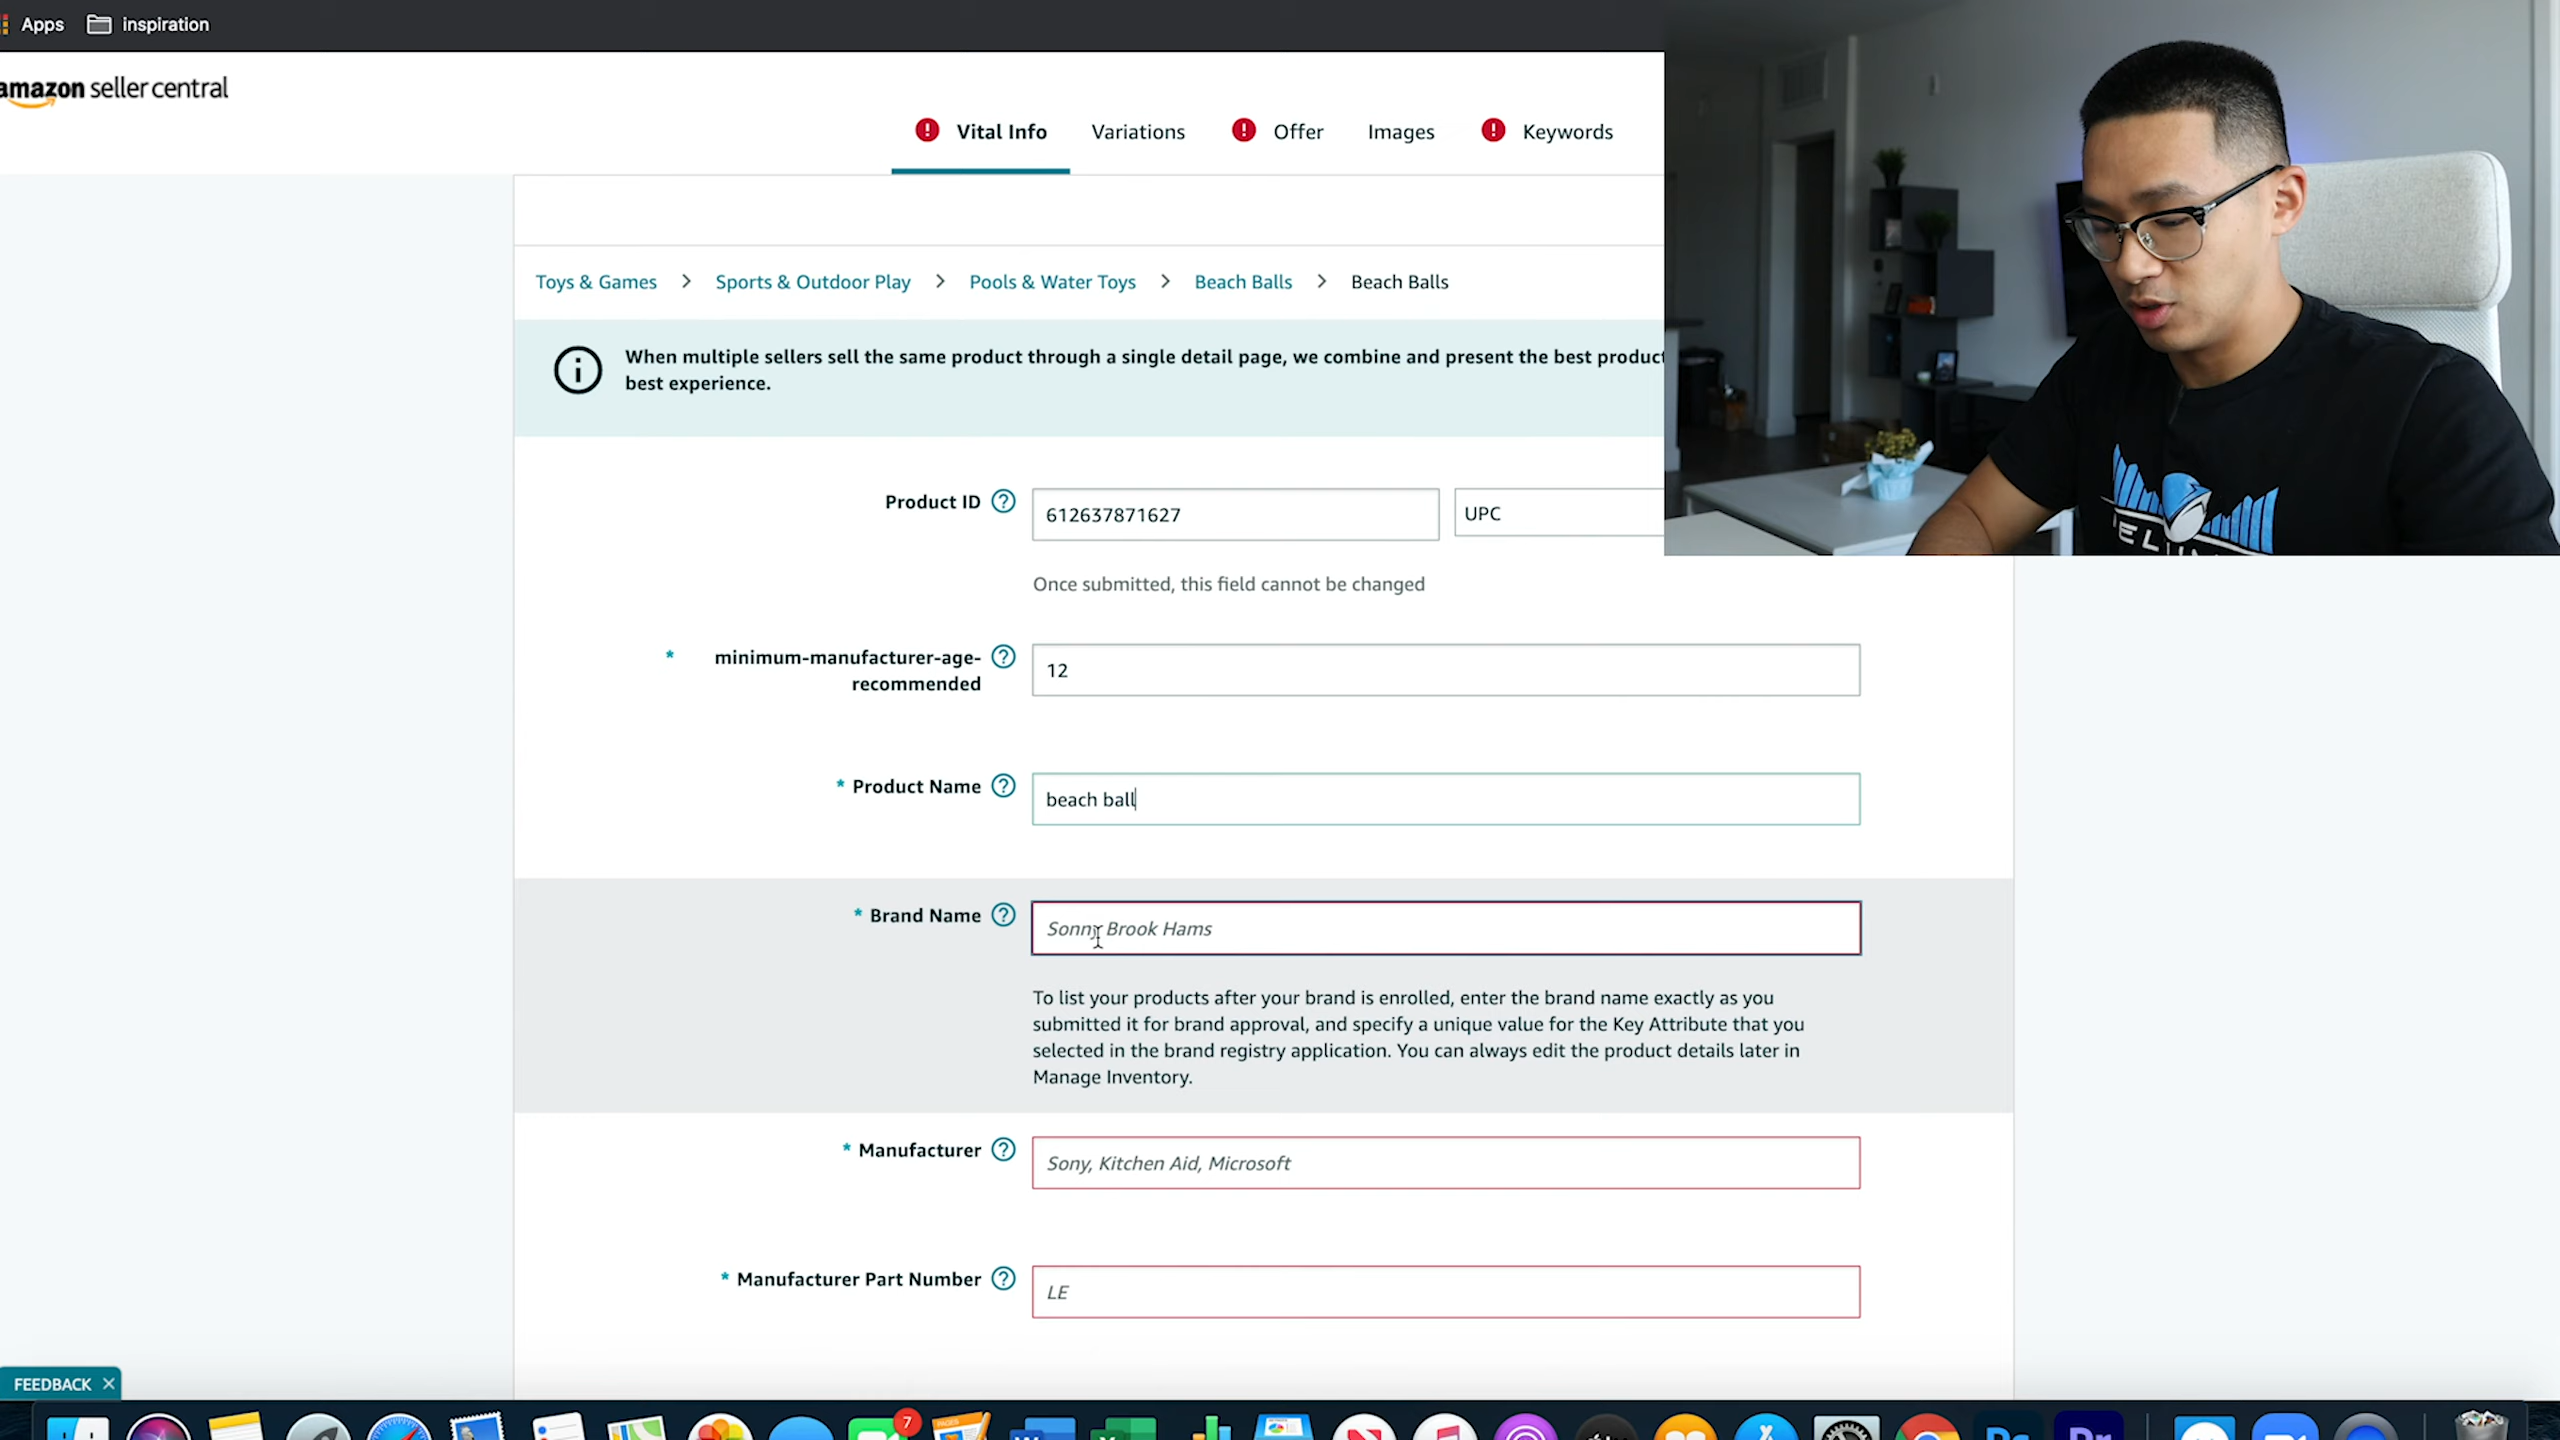 Apps
inspiration
amazon seller central
Vital Info
Variations
Offer
Images
Keywords
Toys & Games > Sports & Outdoor Play > Pools & Water Toys > Beach Balls > Beach Balls
When multiple sellers sell the same product through a single detail page, we combine and present the best product
best experience.
Product ID
612637871627
UPC
Once submitted, this field cannot be changed
* minimum-manufacturer-age-
recommended
12
* Product Name
beach ball
* Brand Name
Sonny Brook Hams
To list your products after your brand is enrolled, enter the brand name exactly as you
submitted it for brand approval, and specify a unique value for the Key Attribute that you
selected in the brand registry application. You can always edit the product details later in
Manage Inventory.
* Manufacturer
Sony, Kitchen Aid, Microsoft
* Manufacturer Part Number
LE
FEEDBACK
7
PAGES